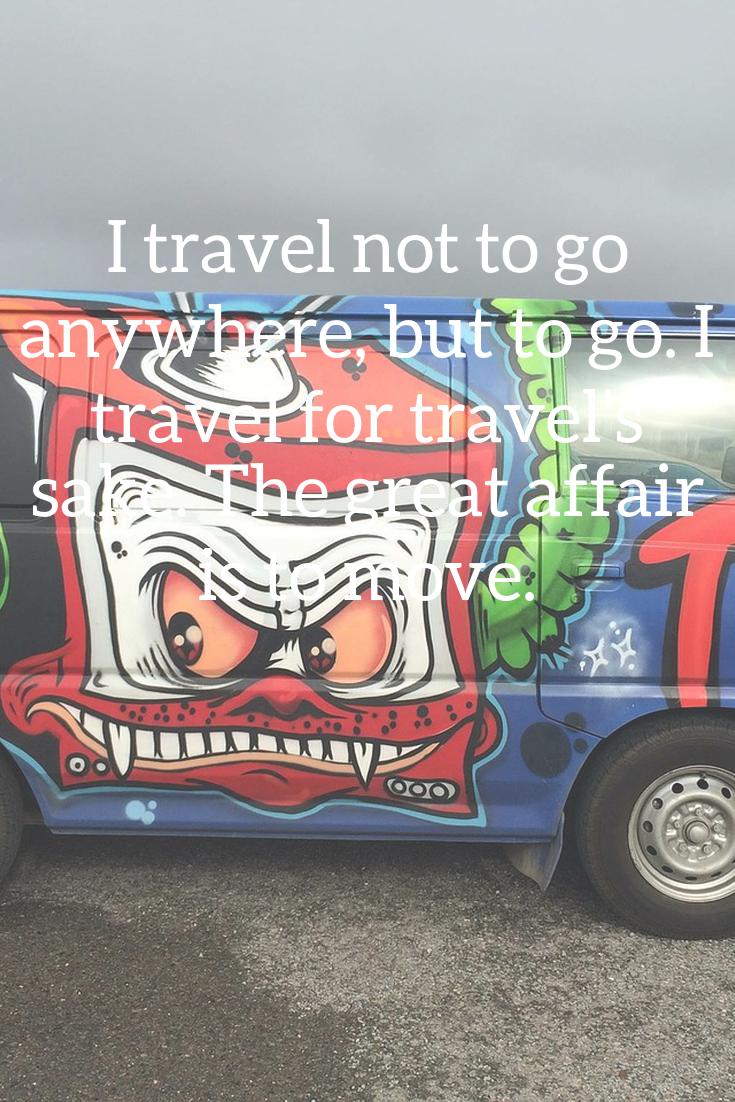 I travel not to go
anywhere, but to go. I
travel for travel's
sake. The great affair
is to move.
T